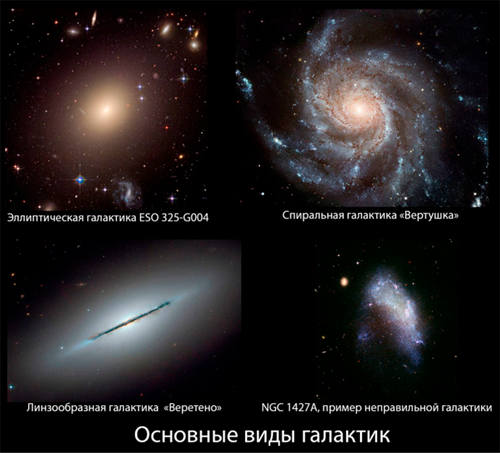 Эллиптическая галактика ESO 325-G004
Спиральная галактика «Вертушка»
Линзообразная галактика «Веретено»
NGC 1427A, пример неправильной галактики
Основные виды галактик